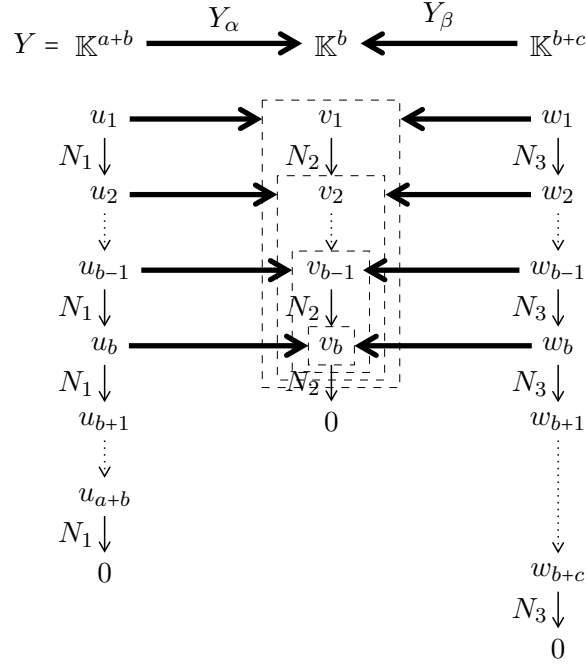 Y_α Y_β
Y = 𝕂^{a+b} 𝕂^b 𝕂^{b+c}
u_1 v_1 w_1
N_1 N_2 N_3
u_2 v_2 w_2
u_{b-1} v_{b-1} w_{b-1}
N_1 N_2 N_3
u_b v_b w_b
N_1 N_2 N_3
u_{b+1} 0 w_{b+1}
u_{a+b}
N_1
0 w_{b+c}
N_3
0